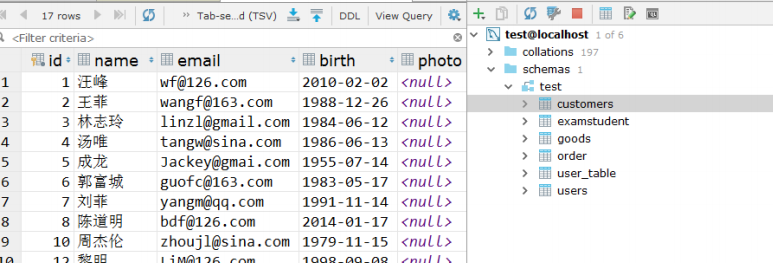 17 rows
Tab-se...d (TSV)
DDL
View Query
<Filter criteria>
id name email birth photo
1 1 汪峰 wf@126.com 2010-02-02 <null>
2 2 王菲 wangf@163.com 1988-12-26 <null>
3 3 林志玲 linzl@gmail.com 1984-06-12 <null>
4 4 汤唯 tangw@sina.com 1986-06-13 <null>
5 5 成龙 Jackey@gmai.com 1955-07-14 <null>
6 6 郭富城 guofc@163.com 1983-05-17 <null>
7 7 刘菲 yangm@qq.com 1991-11-14 <null>
8 8 陈道明 bdf@126.com 2014-01-17 <null>
9 10 周杰伦 zhoujl@sina.com 1979-11-15 <null>
10 12 黎明 LiM@126.com 1998-09-08 <null>
test@localhost 1 of 6
collations 197
schemas 1
test
customers
examstudent
goods
order
user_table
users